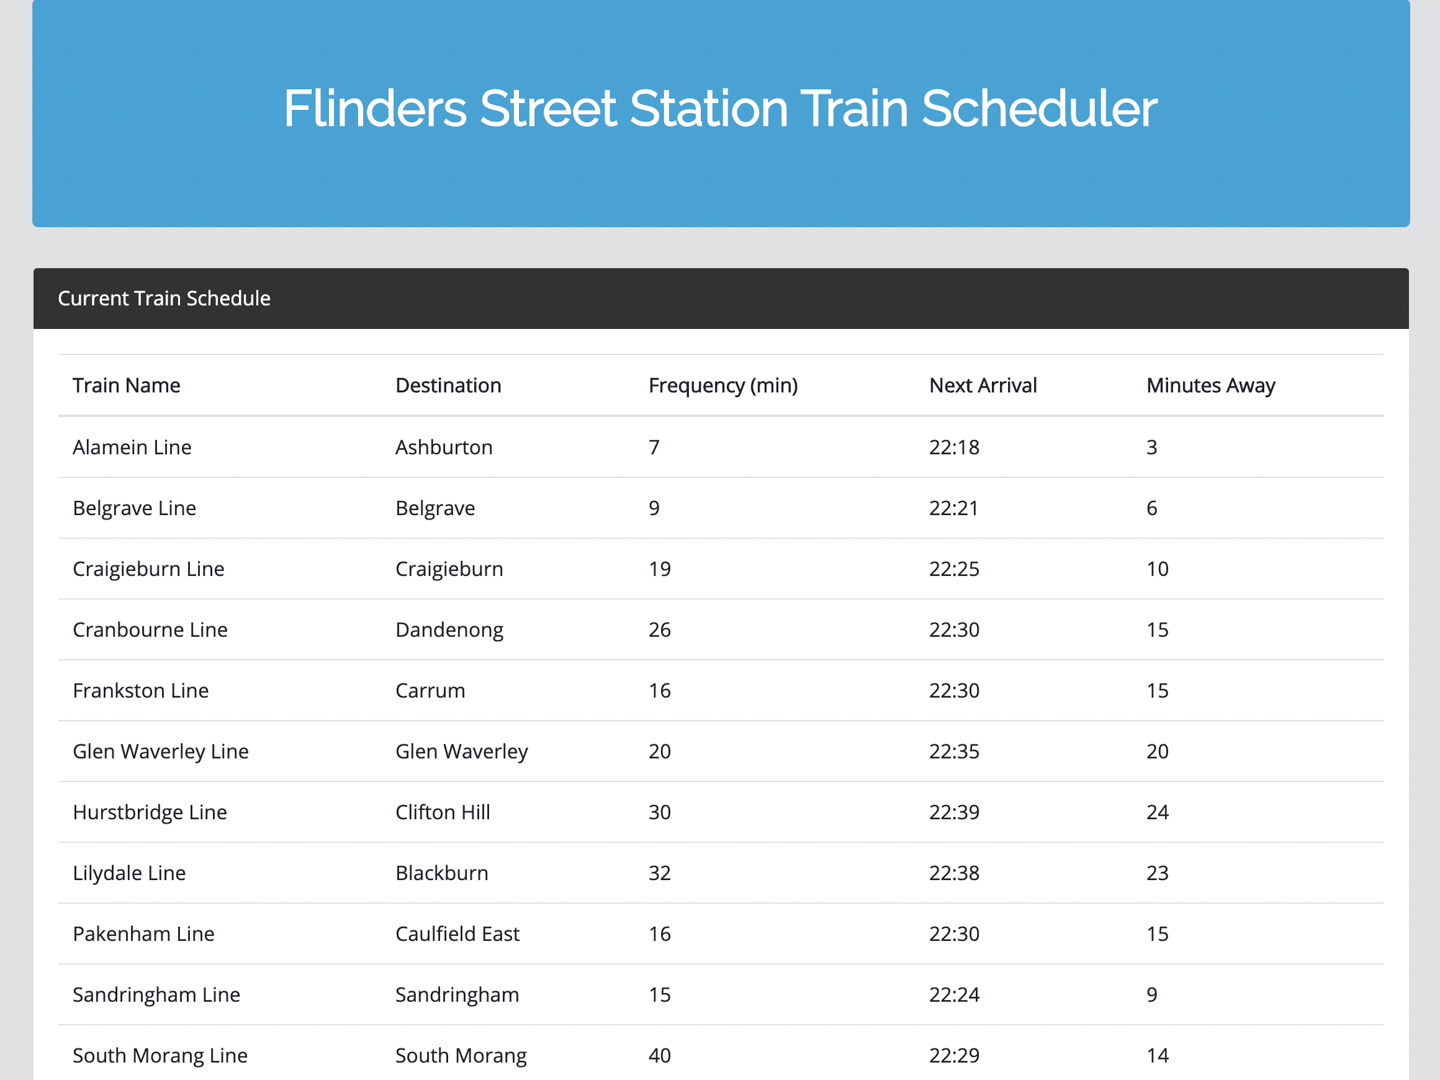 Flinders Street Station Train Scheduler
Current Train Schedule
Train Name Destination Frequency (min) Next Arrival Minutes Away
Alamein Line Ashburton 7 22:18 3
Belgrave Line Belgrave 9 22:21 6
Craigieburn Line Craigieburn 19 22:25 10
Cranbourne Line Dandenong 26 22:30 15
Frankston Line Carrum 16 22:30 15
Glen Waverley Line Glen Waverley 20 22:35 20
Hurstbridge Line Clifton Hill 30 22:39 24
Lilydale Line Blackburn 32 22:38 23
Pakenham Line Caulfield East 16 22:30 15
Sandringham Line Sandringham 15 22:24 9
South Morang Line South Morang 40 22:29 14